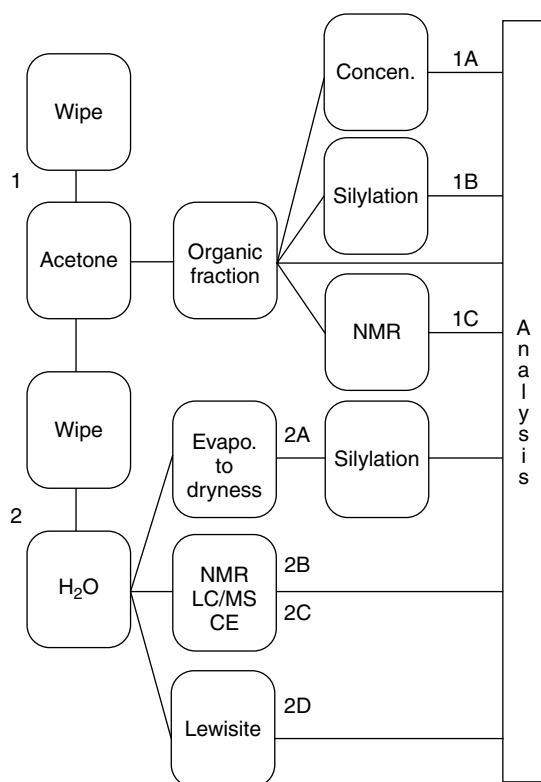 Concen.
1A
Wipe
1
Silylation
1B
Acetone
Organic
fraction
NMR
1C
Analysis
Wipe
Evapo.
to
dryness
2A
Silylation
2
H₂O
NMR
LC/MS
CE
2B
2C
Lewisite
2D